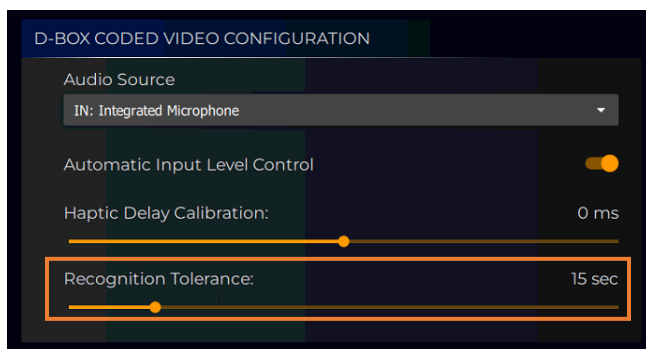 D-BOX CODED VIDEO CONFIGURATION
Audio Source
IN: Integrated Microphone
Automatic Input Level Control
Haptic Delay Calibration: 0 ms
Recognition Tolerance: 15 sec